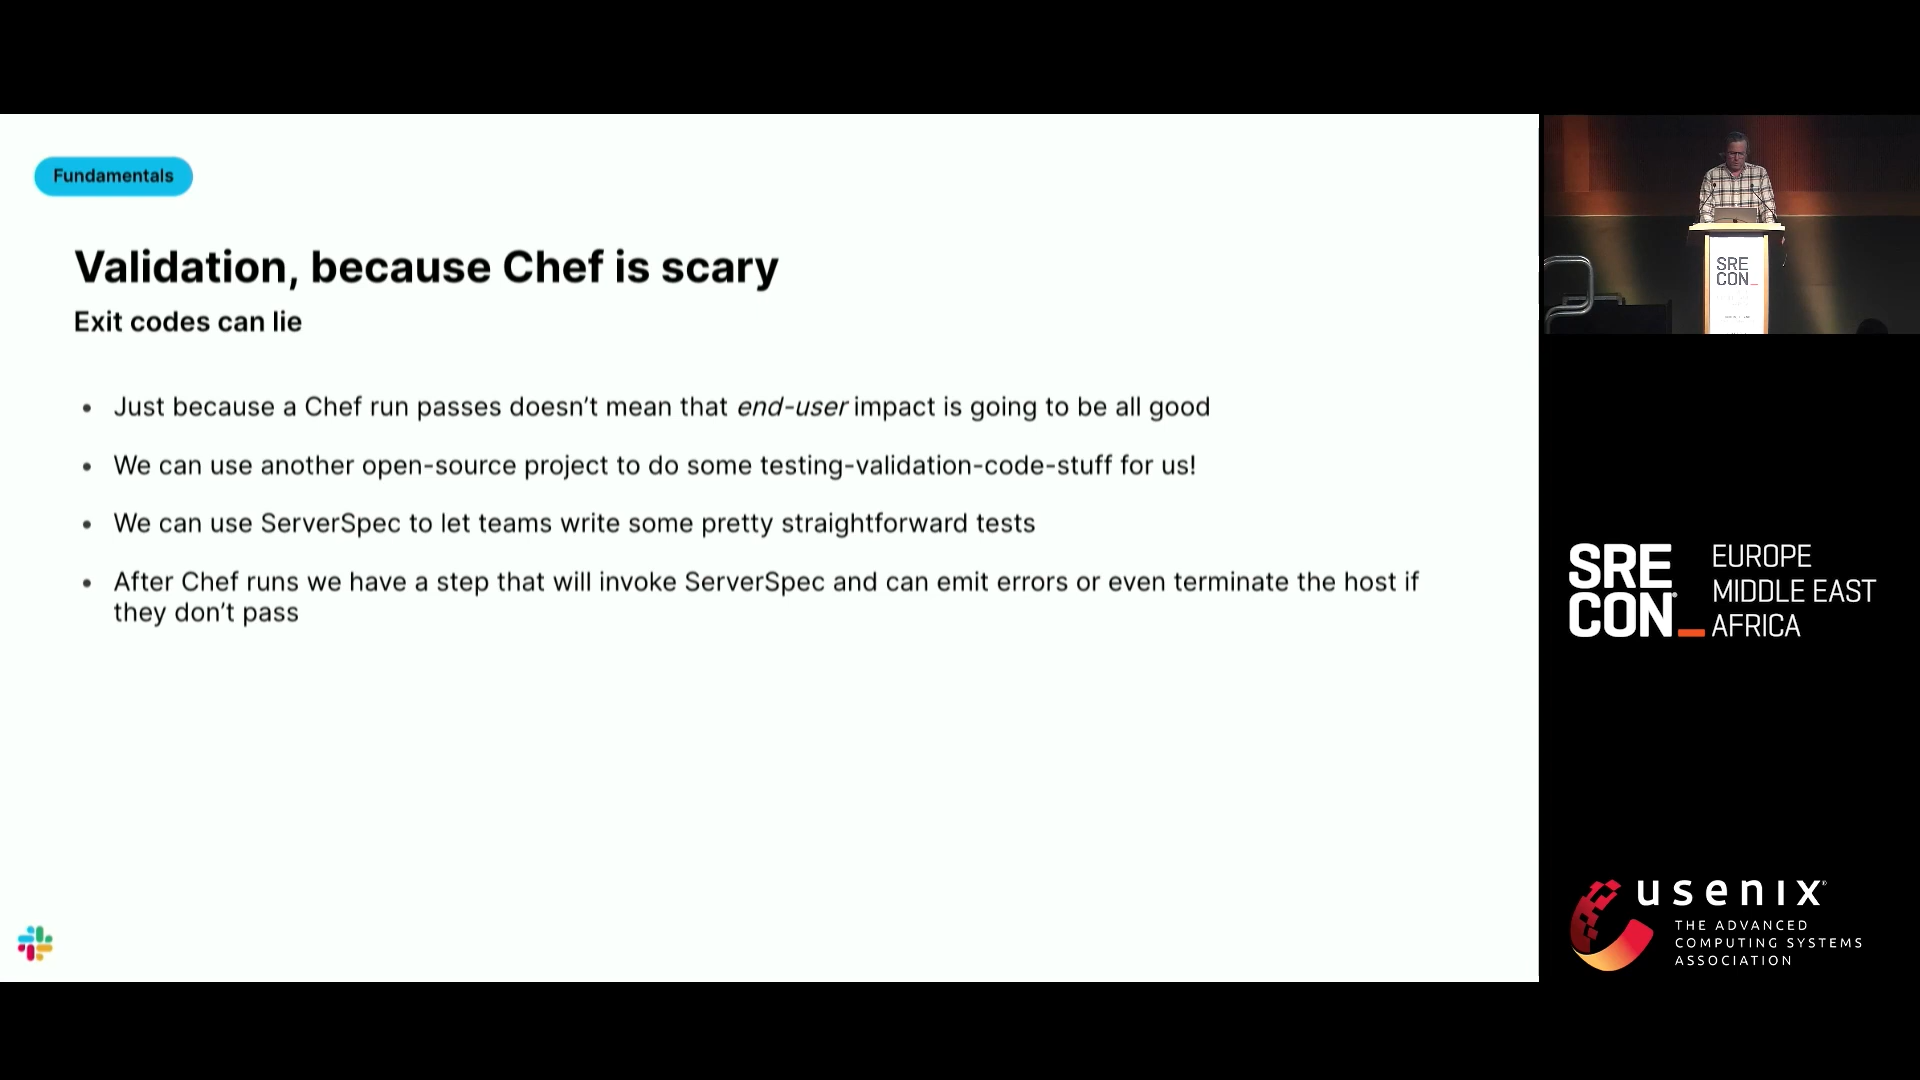 Fundamentals
Validation, because Chef is scary
Exit codes can lie
• Just because a Chef run passes doesn’t mean that end-user impact is going to be all good
• We can use another open-source project to do some testing-validation-code-stuff for us!
• We can use ServerSpec to let teams write some pretty straightforward tests
• After Chef runs we have a step that will invoke ServerSpec and can emit errors or even terminate the host if
they don’t pass
SRE
CON_
SRE
CON_
EUROPE
MIDDLE EAST
AFRICA
usenix®
THE ADVANCED
COMPUTING SYSTEMS
ASSOCIATION